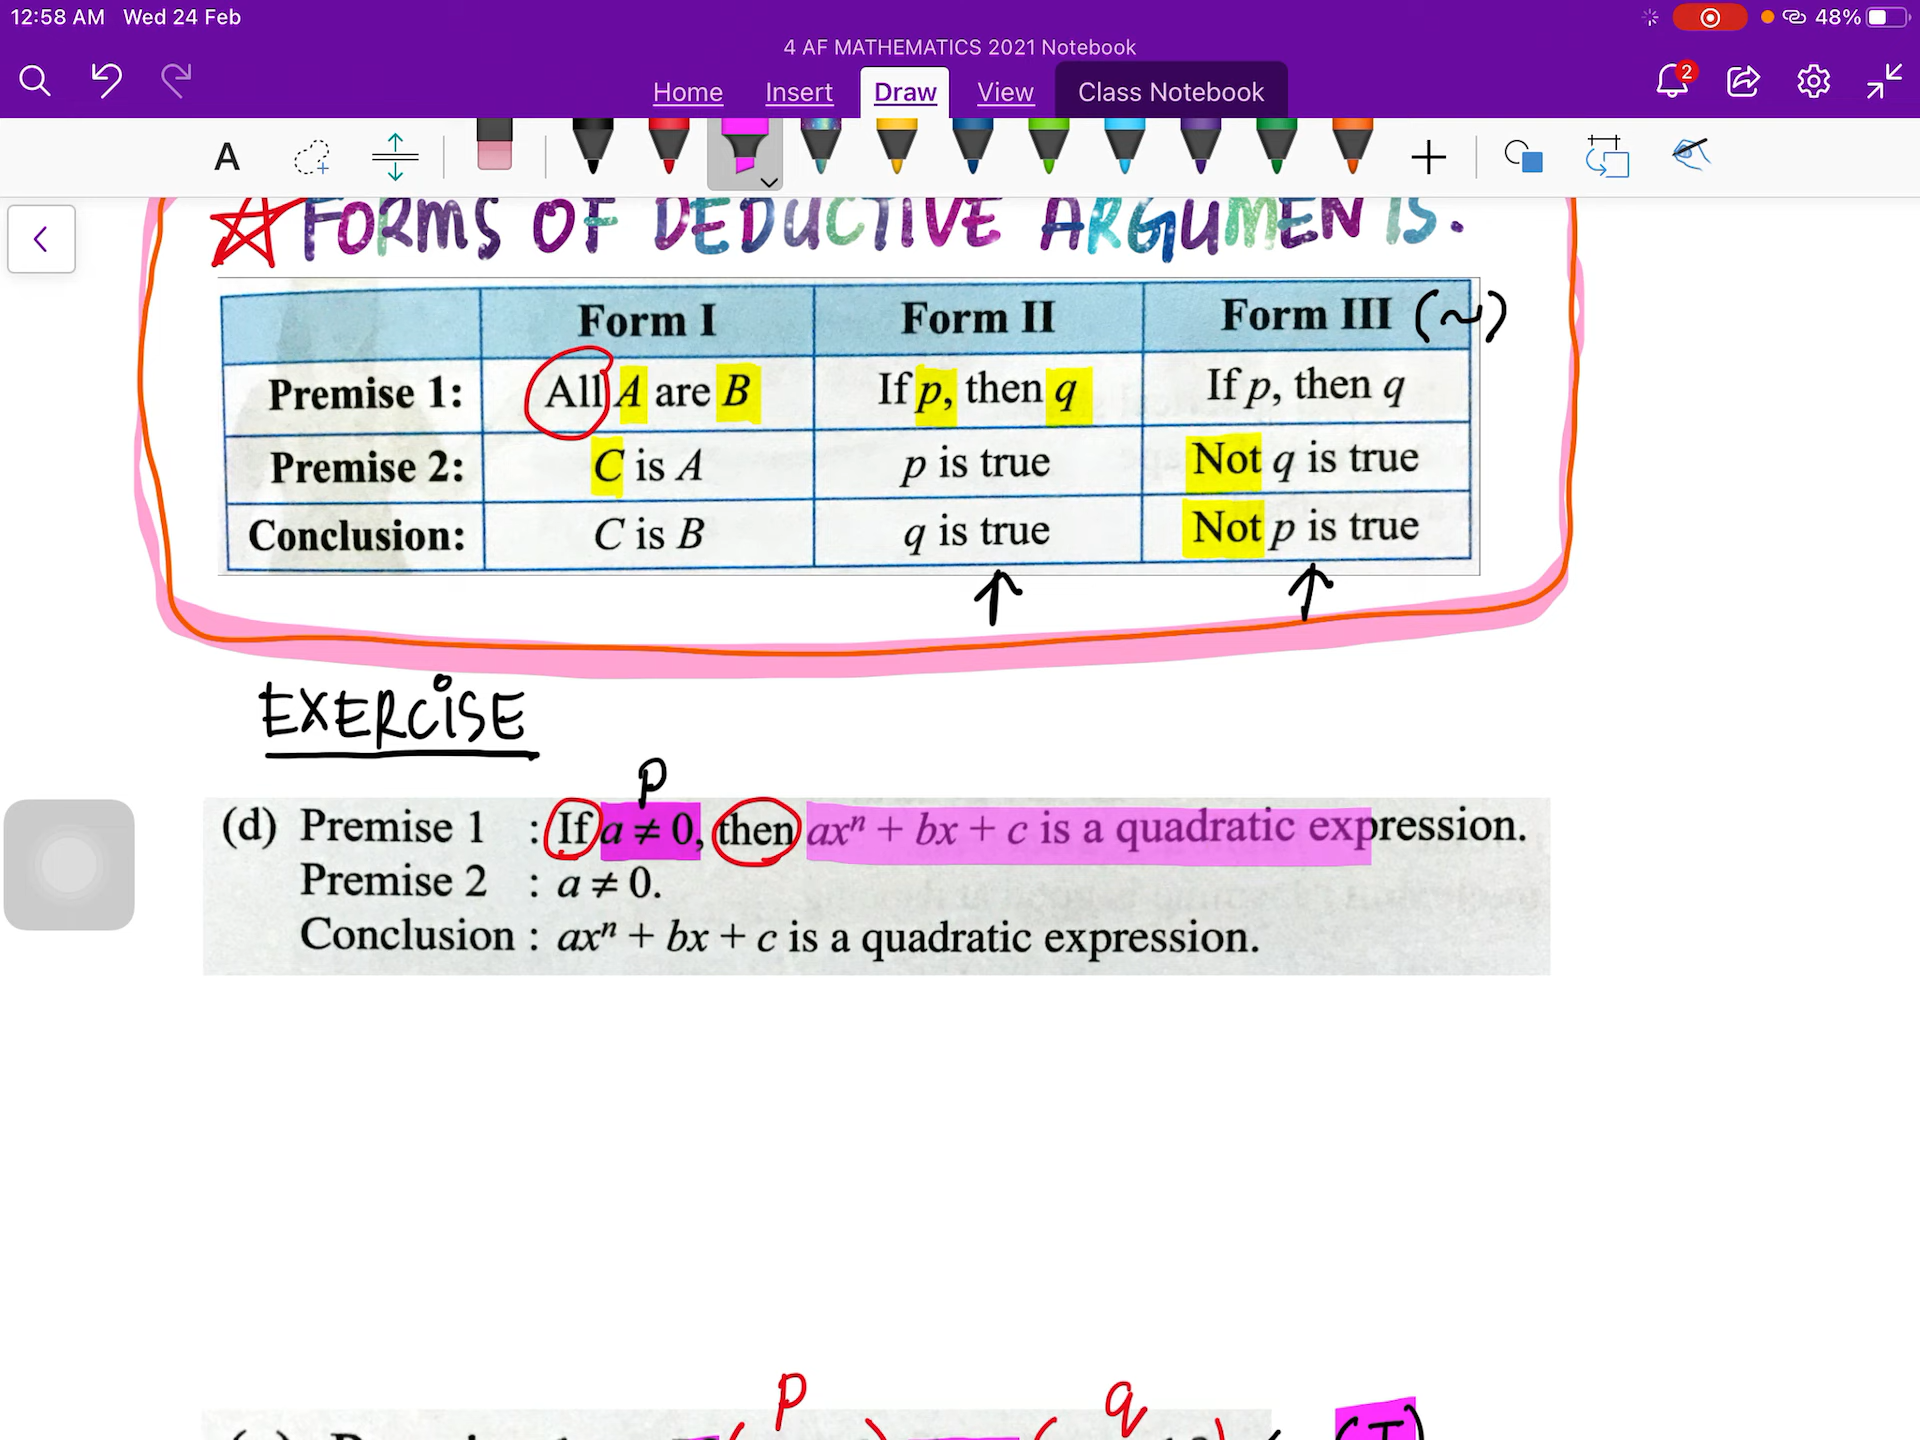 12:58 AM Wed 24 Feb
48%
4 AF MATHEMATICS 2021 Notebook
Home Insert Draw View Class Notebook
2
A
FORMS OF DEDUCTIVE ARGUMENTS.
Form I Form II Form III (~)
Premise 1: All A are B If p, then q If p, then q
Premise 2: C is A p is true Not q is true
Conclusion: C is B q is true Not p is true
EXERCISE
p
(d) Premise 1 : If a ≠ 0, then axⁿ + bx + c is a quadratic expression.
Premise 2 : a ≠ 0.
Conclusion : axⁿ + bx + c is a quadratic expression.
p q